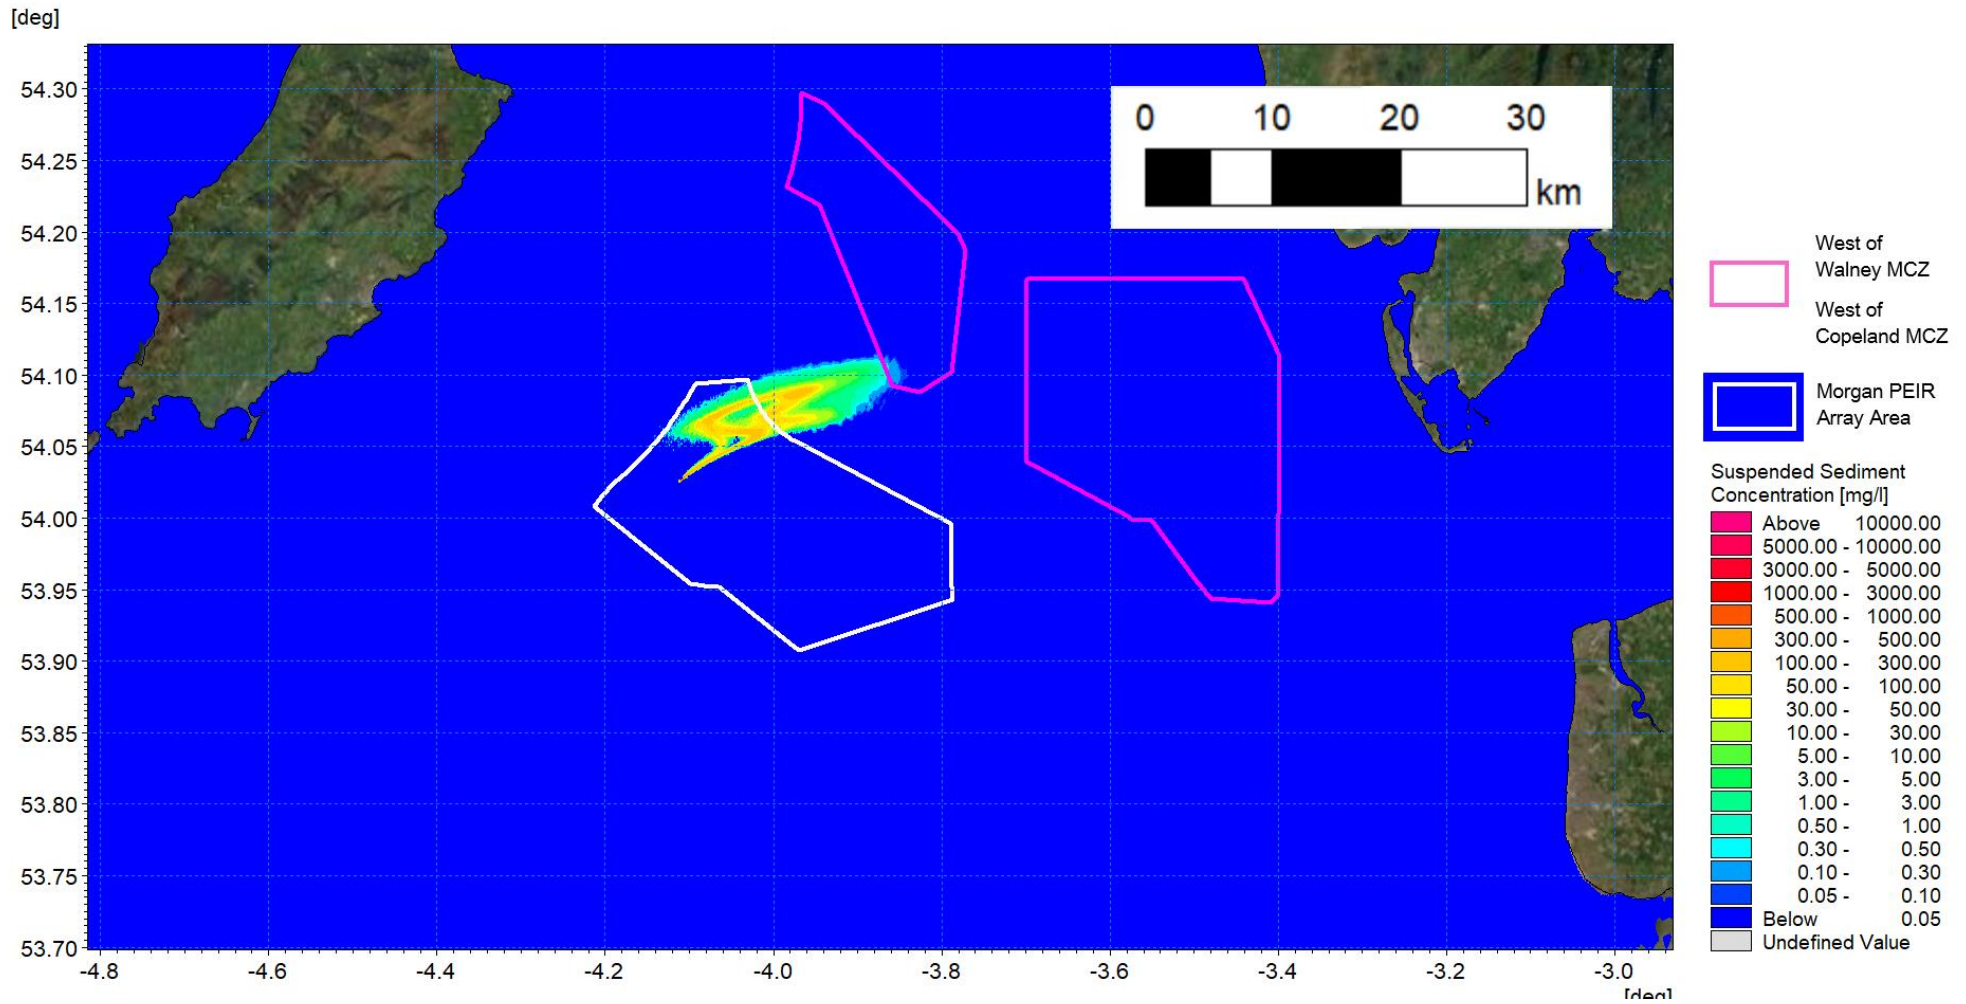 [deg]
54.30
54.25
54.20
54.15
54.10
54.05
54.00
53.95
53.90
53.85
53.80
53.75
53.70
-4.8 -4.6 -4.4 -4.2 -4.0 -3.8 -3.6 -3.4 -3.2 -3.0
[deg]
0 10 20 30
km
West of
Walney MCZ
West of
Copeland MCZ
Morgan PEIR
Array Area
Suspended Sediment
Concentration [mg/l]
Above 10000.00
5000.00 - 10000.00
3000.00 - 5000.00
1000.00 - 3000.00
500.00 - 1000.00
300.00 - 500.00
100.00 - 300.00
50.00 - 100.00
30.00 - 50.00
10.00 - 30.00
5.00 - 10.00
3.00 - 5.00
1.00 - 3.00
0.50 - 1.00
0.30 - 0.50
0.10 - 0.30
0.05 - 0.10
Below 0.05
Undefined Value